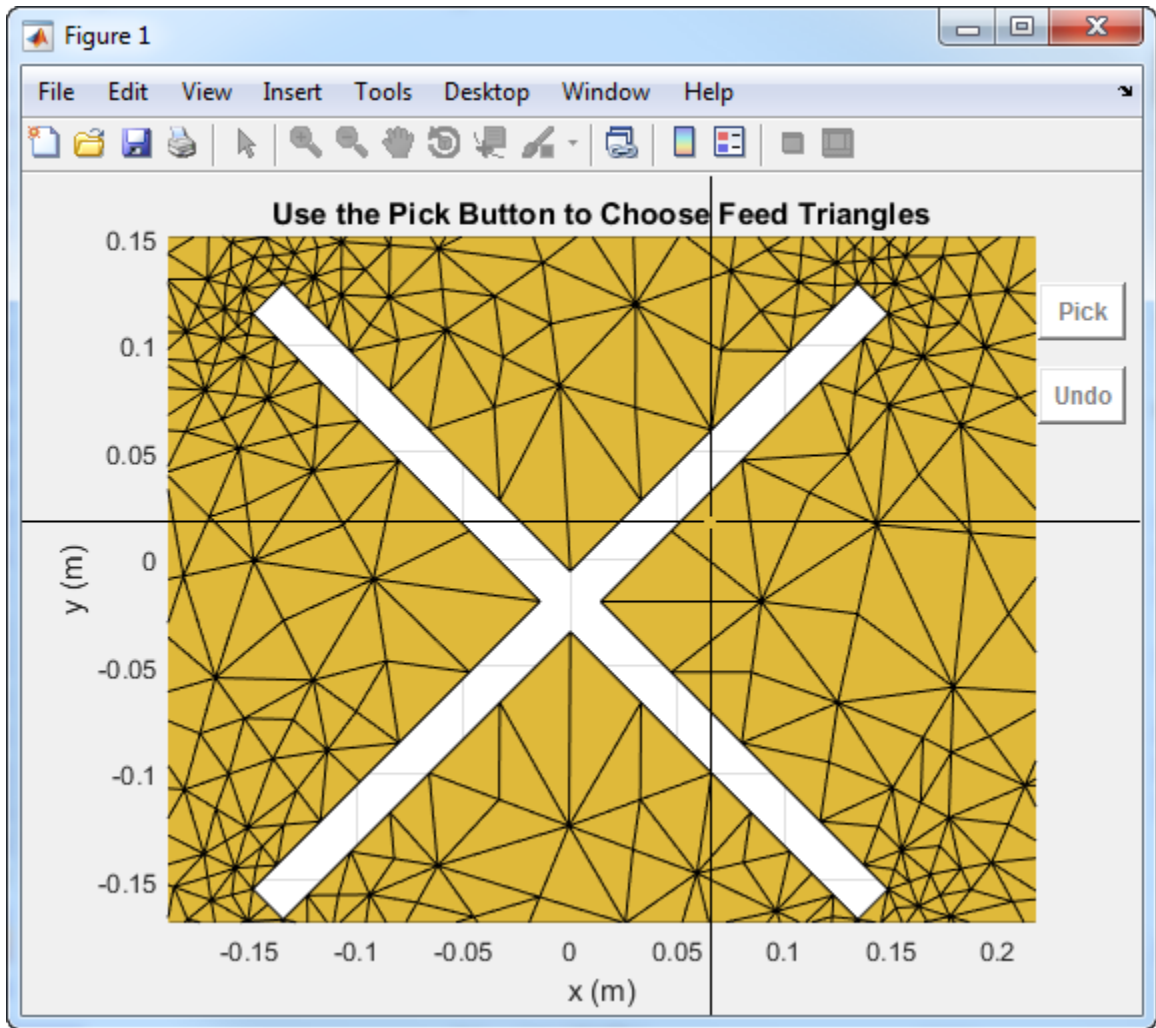 Figure 1
File Edit View Insert Tools Desktop Window Help
Use the Pick Button to Choose Feed Triangles
0.15
0.1
0.05
0
-0.05
-0.1
-0.15
y (m)
Pick
Undo
-0.15 -0.1 -0.05 0 0.05 0.1 0.15 0.2
x (m)